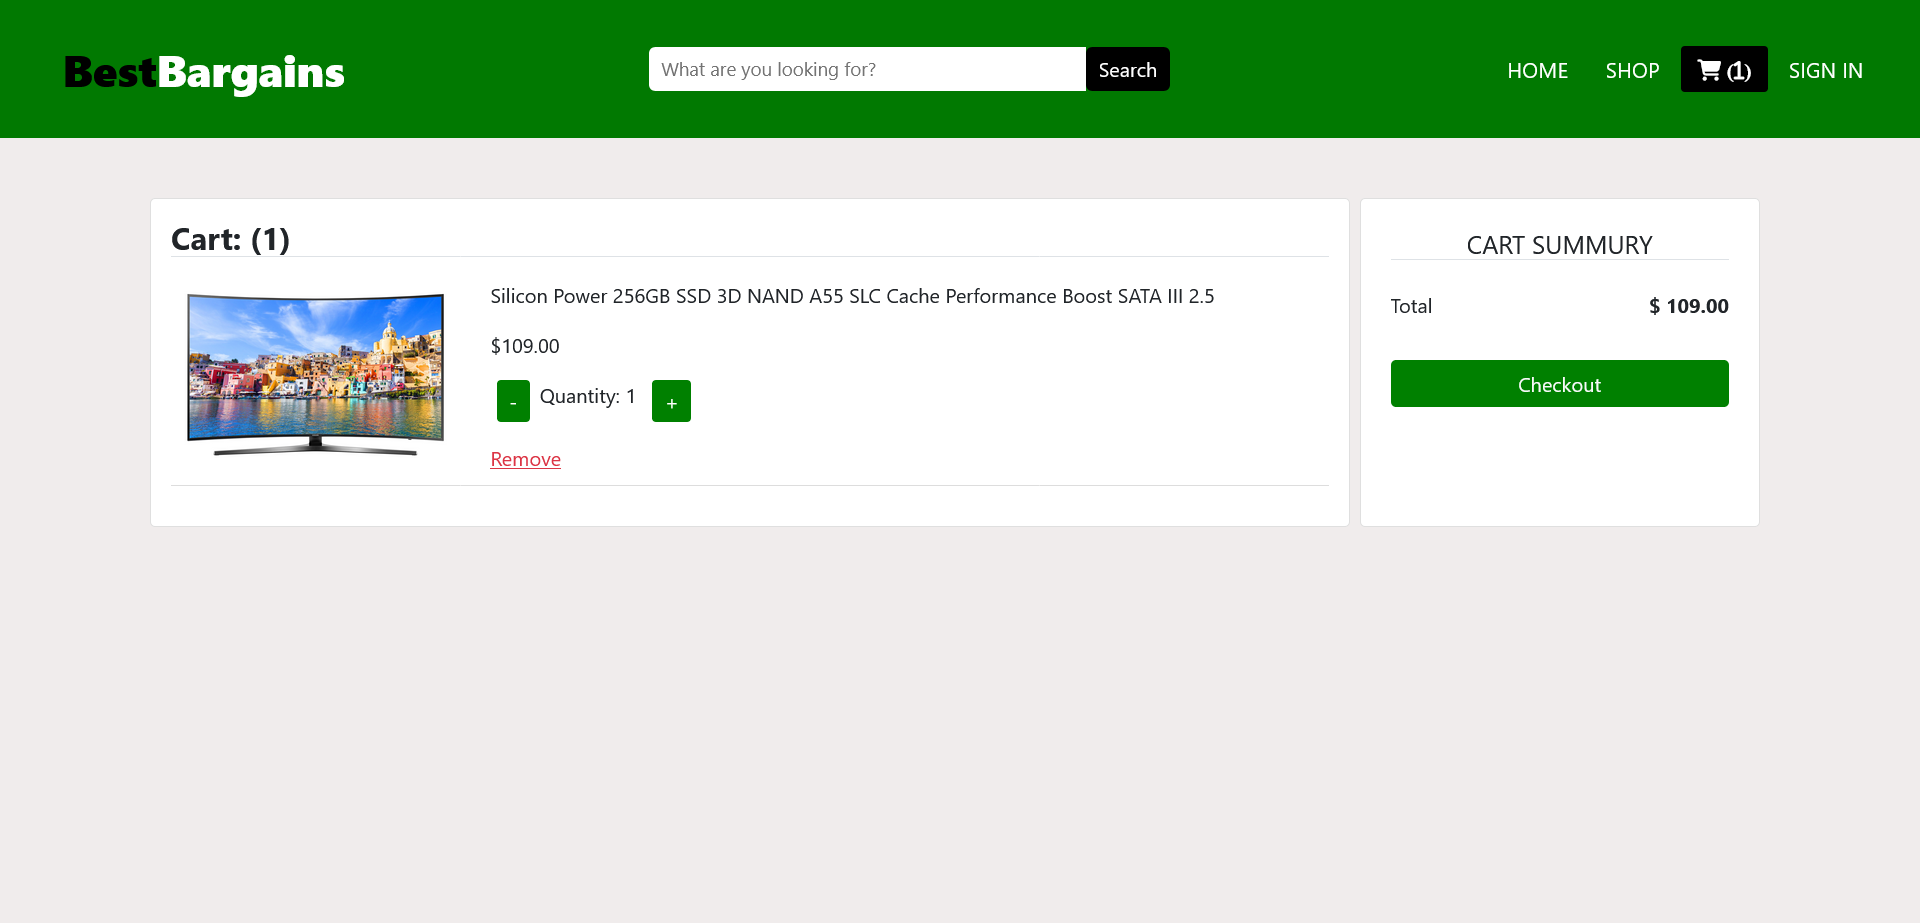 BestBargains
What are you looking for?
Search
HOME
SHOP
(1)
SIGN IN
Cart: (1)
Silicon Power 256GB SSD 3D NAND A55 SLC Cache Performance Boost SATA III 2.5
$109.00
- Quantity: 1 +
Remove
CART SUMMURY
Total $ 109.00
Checkout